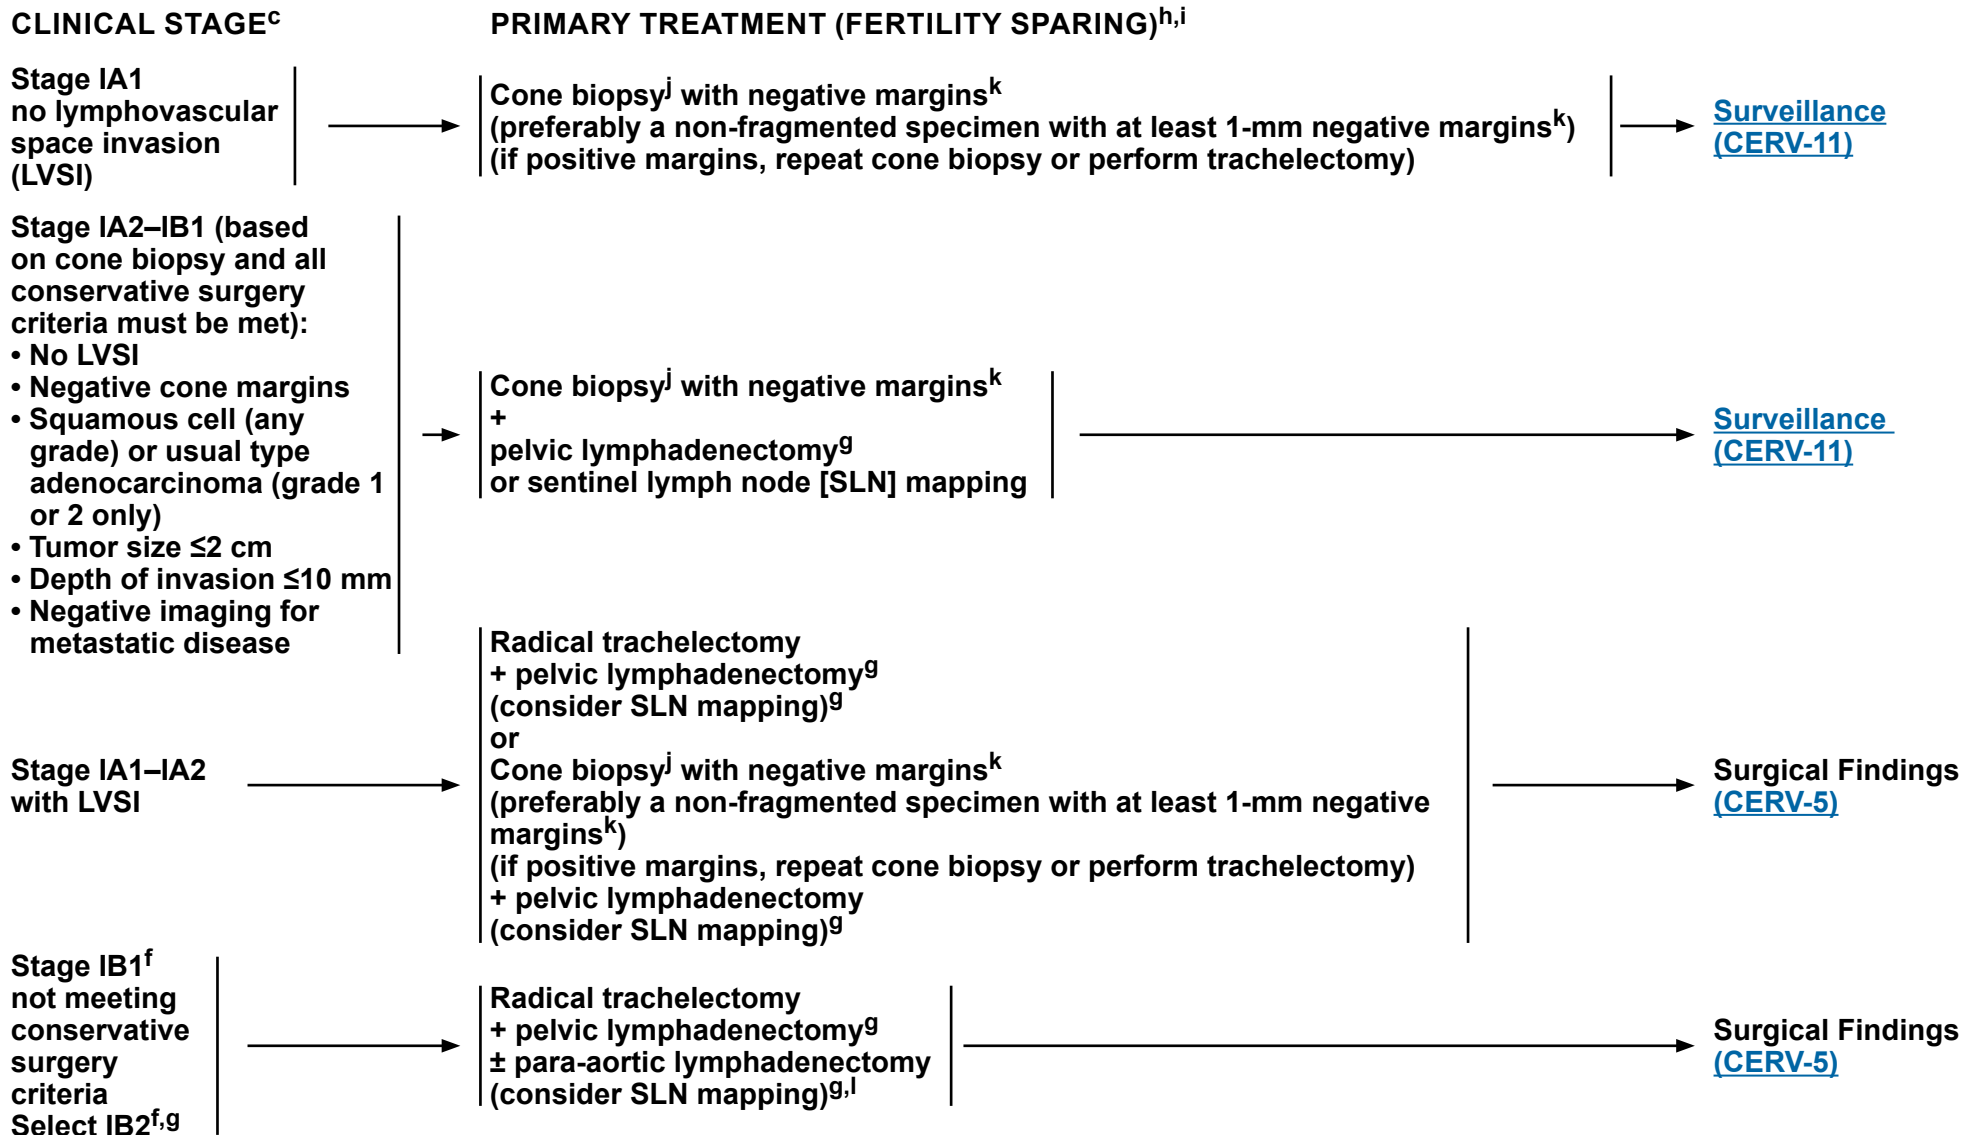 CLINICAL STAGEc
PRIMARY TREATMENT (FERTILITY SPARING)h,i
Stage IA1
no lymphovascular
space invasion
(LVSI)
Cone biopsyj with negative marginsk
(preferably a non-fragmented specimen with at least 1-mm negative marginsk)
(if positive margins, repeat cone biopsy or perform trachelectomy)
Surveillance
(CERV-11)
Stage IA2–IB1 (based
on cone biopsy and all
conservative surgery
criteria must be met):
• No LVSI
• Negative cone margins
• Squamous cell (any
grade) or usual type
adenocarcinoma (grade 1
or 2 only)
• Tumor size ≤2 cm
• Depth of invasion ≤10 mm
• Negative imaging for
metastatic disease
Cone biopsyj with negative marginsk
+
pelvic lymphadenectomyg
or sentinel lymph node [SLN] mapping
Surveillance
(CERV-11)
Stage IA1–IA2
with LVSI
Radical trachelectomy
+ pelvic lymphadenectomyg
(consider SLN mapping)g
or
Cone biopsyj with negative marginsk
(preferably a non-fragmented specimen with at least 1-mm negative
marginsk)
(if positive margins, repeat cone biopsy or perform trachelectomy)
+ pelvic lymphadenectomy
(consider SLN mapping)g
Surgical Findings
(CERV-5)
Stage IB1f
not meeting
conservative
surgery
criteria
Select IB2f,g
Radical trachelectomy
+ pelvic lymphadenectomyg
± para-aortic lymphadenectomy
(consider SLN mapping)g,l
Surgical Findings
(CERV-5)